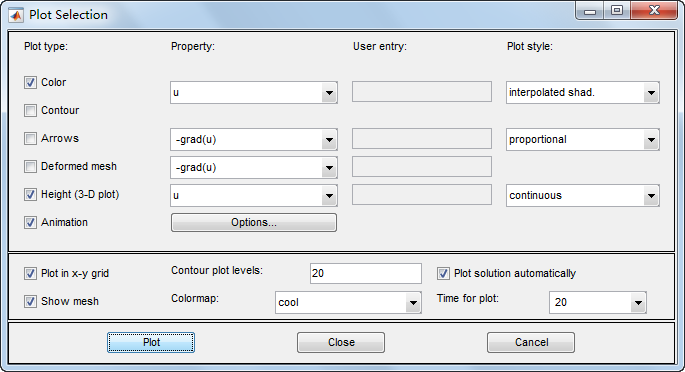 Plot Selection
Plot type: Property: User entry: Plot style:
Color u interpolated shad.
Contour
Arrows -grad(u) proportional
Deformed mesh -grad(u)
Height (3-D plot) u continuous
Animation Options...
Plot in x-y grid Contour plot levels: 20 Plot solution automatically
Show mesh Colormap: cool Time for plot: 20
Plot Close Cancel